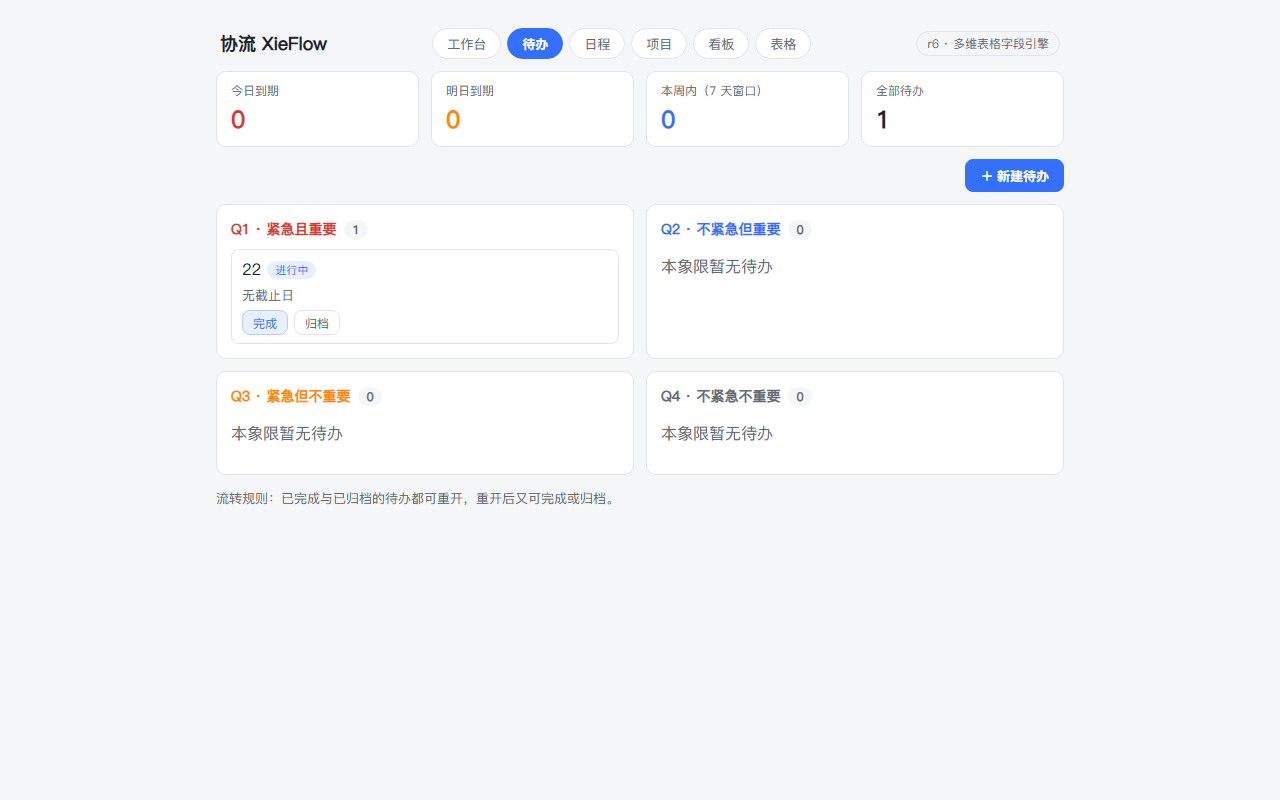 协流 XieFlow
工作台 待办 日程 项目 看板 表格
r6 · 多维表格字段引擎
今日到期
0
明日到期
0
本周内（7 天窗口）
0
全部待办
1
＋ 新建待办
Q1 · 紧急且重要 1
22 进行中
无截止日
完成 归档
Q2 · 不紧急但重要 0
本象限暂无待办
Q3 · 紧急但不重要 0
本象限暂无待办
Q4 · 不紧急不重要 0
本象限暂无待办
流转规则：已完成与已归档的待办都可重开，重开后又可完成或归档。